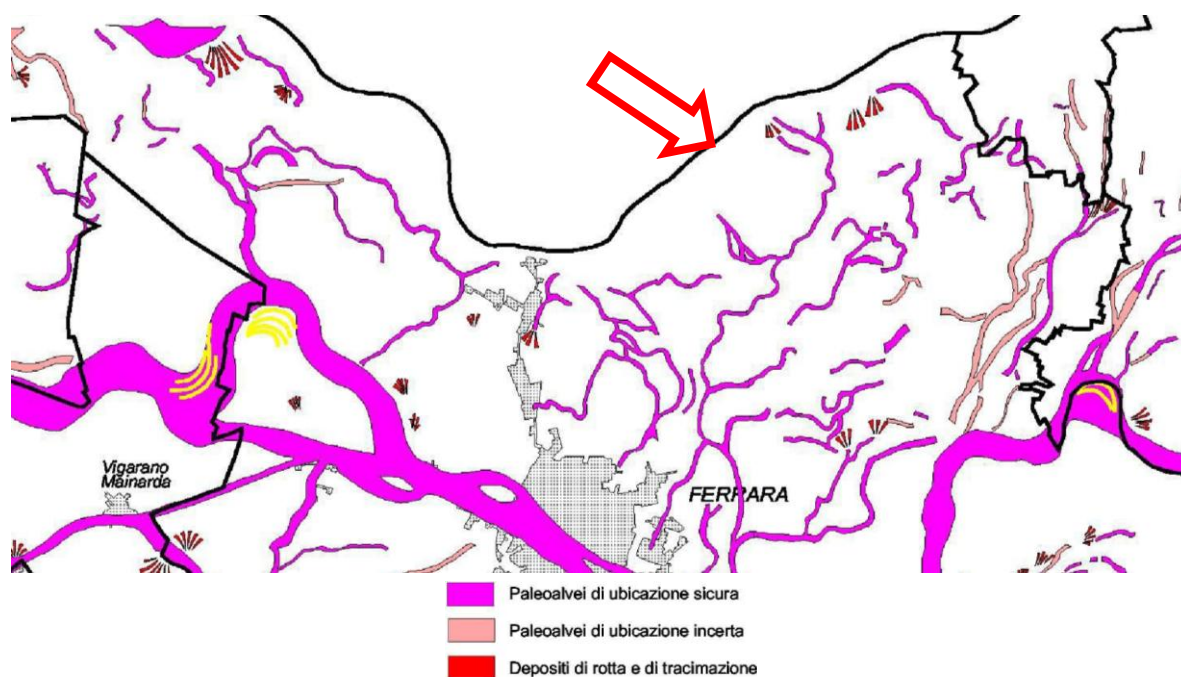 Vigarano
Mainarda
FERRARA
Paleoalvei di ubicazione sicura
Paleoalvei di ubicazione incerta
Depositi di rotta e di tracimazione